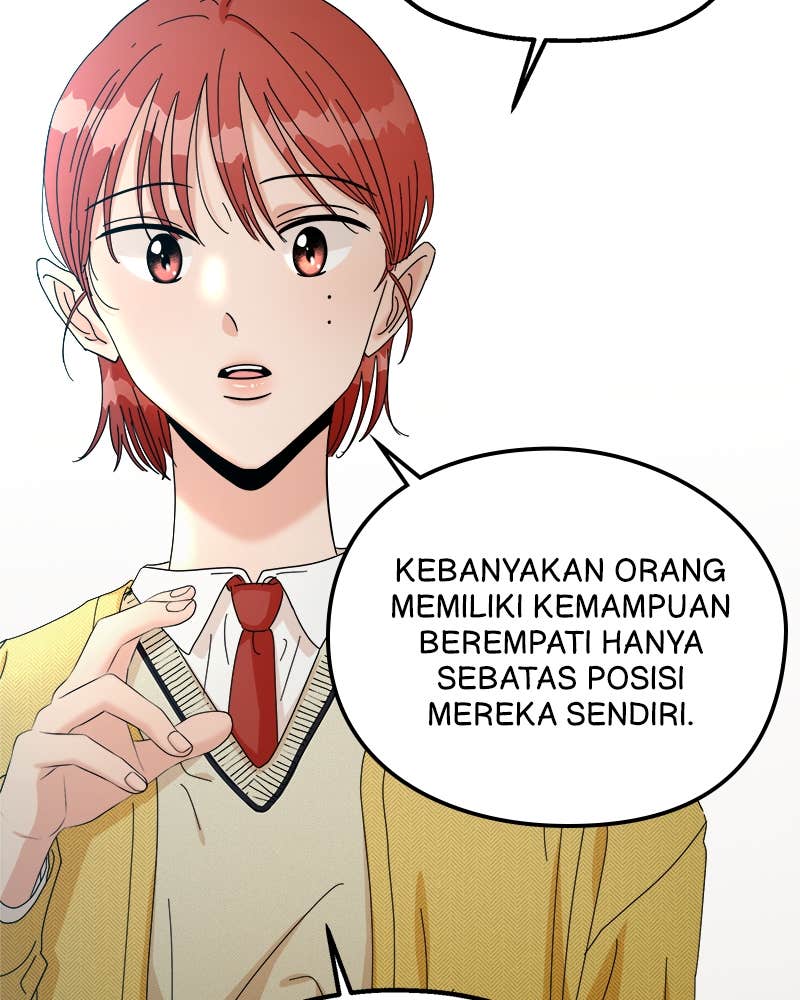 KEBANYAKAN ORANG
MEMILIKI KEMAMPUAN
BEREMPATI HANYA
SEBATAS POSISI
MEREKA SENDIRI.